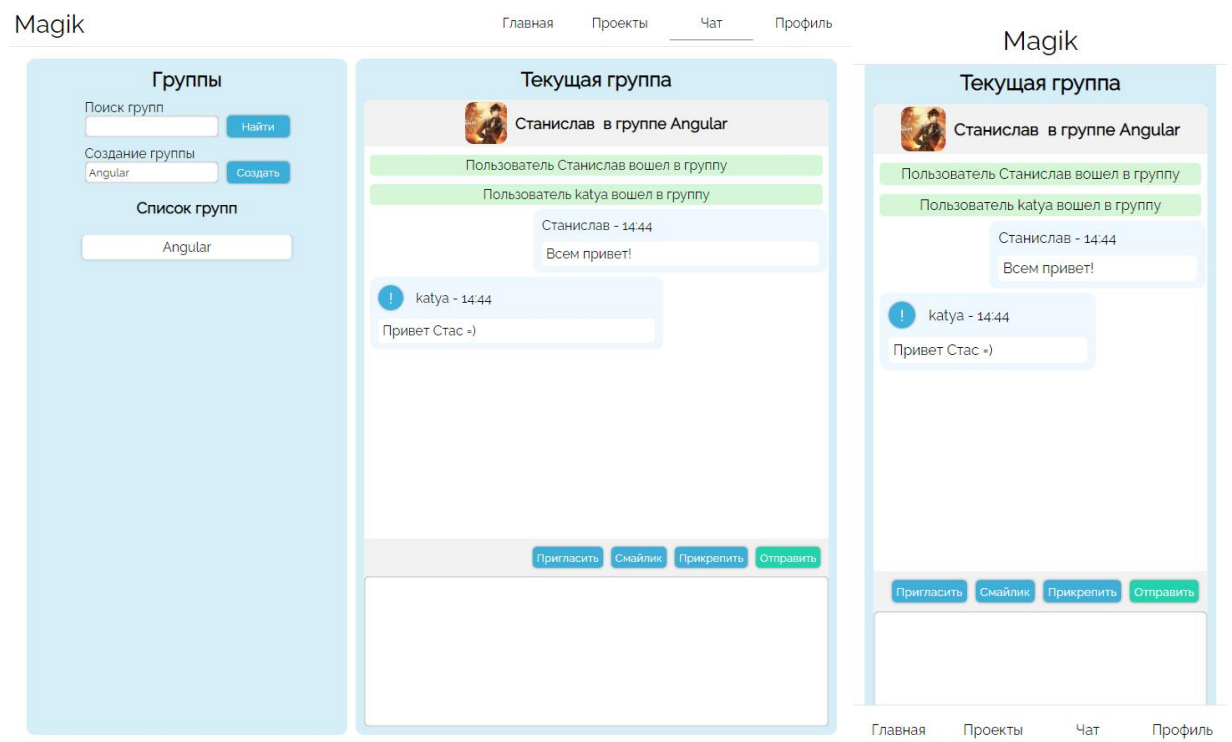 Magik
Главная Проекты Чат Профиль
Группы
Поиск групп
Найти
Создание группы
Angular Создать
Список групп
Angular
Текущая группа
Станислав в группе Angular
Пользователь Станислав вошел в группу
Пользователь katya вошел в группу
Станислав - 14:44
Всем привет!
! katya - 14:44
Привет Стас =)
Пригласить Смайлик Прикрепить Отправить
Magik
Текущая группа
Станислав в группе Angular
Пользователь Станислав вошел в группу
Пользователь katya вошел в группу
Станислав - 14:44
Всем привет!
! katya - 14:44
Привет Стас =)
Пригласить Смайлик Прикрепить Отправить
Главная Проекты Чат Профиль